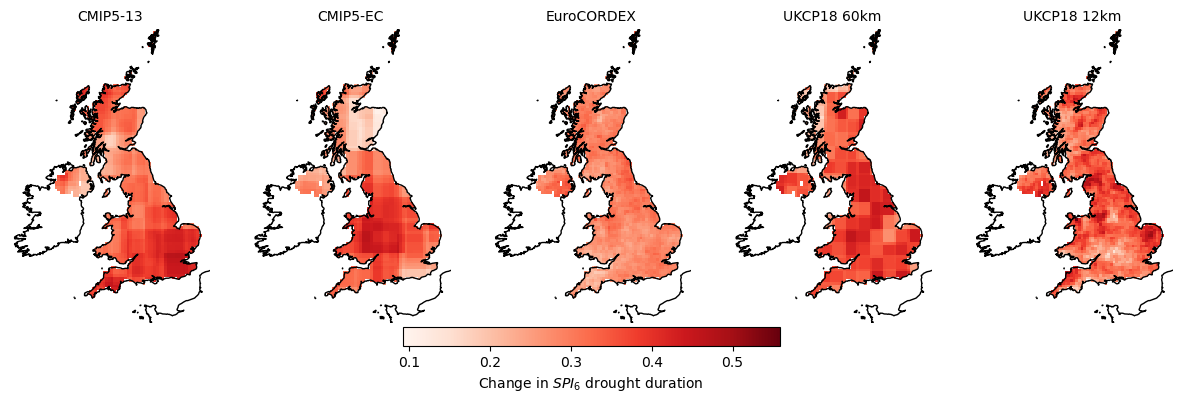 CMIP5-13 CMIP5-EC EuroCORDEX UKCP18 60km UKCP18 12km
0.1 0.2 0.3 0.4 0.5
Change in SPI6 drought duration